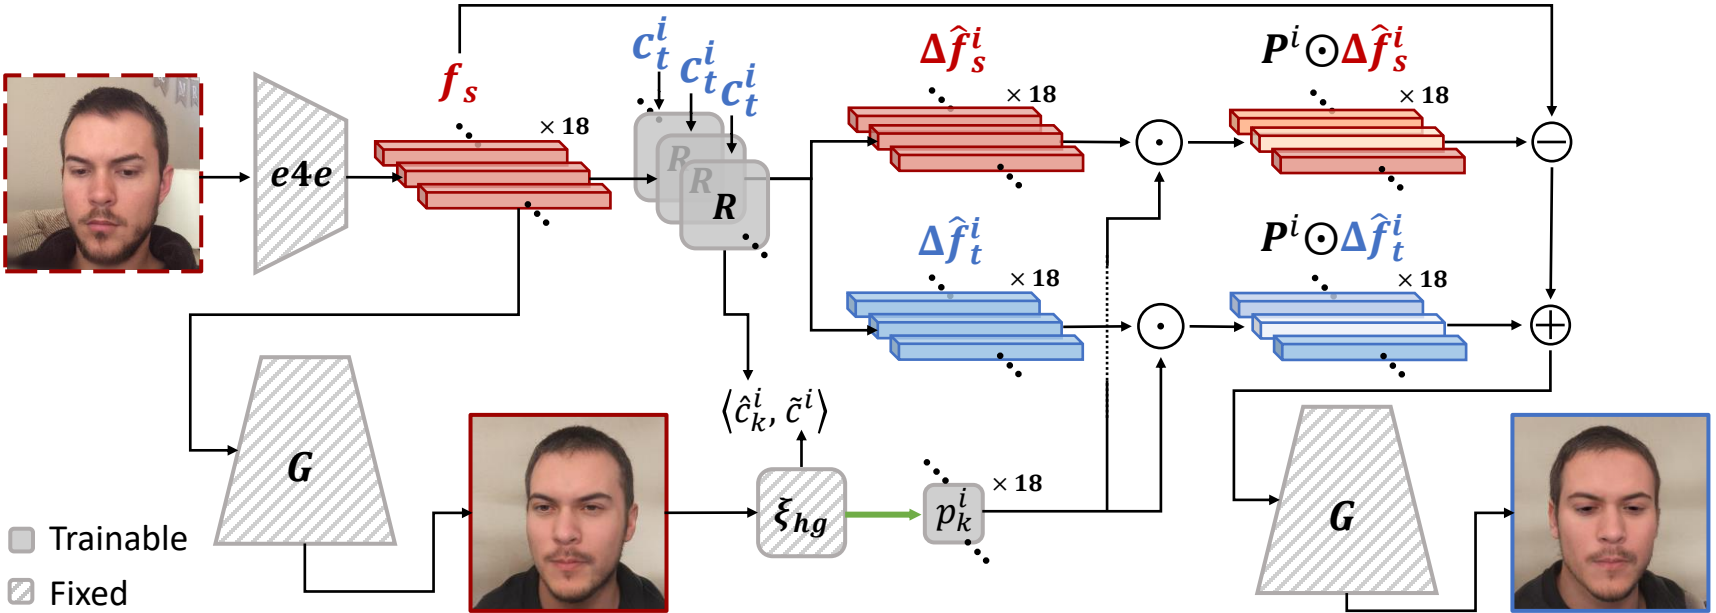 f_s
× 18
e4e
c_t^i
c_t^i
c_t^i
R
R
R
Δf̂_s^i
× 18
P^i⊙Δf̂_s^i
× 18
Δf̂_t^i
× 18
P^i⊙Δf̂_t^i
× 18
⟨ĉ_k^i, c̃^i⟩
G
ξ_hg
p_k^i
× 18
G
Trainable
Fixed